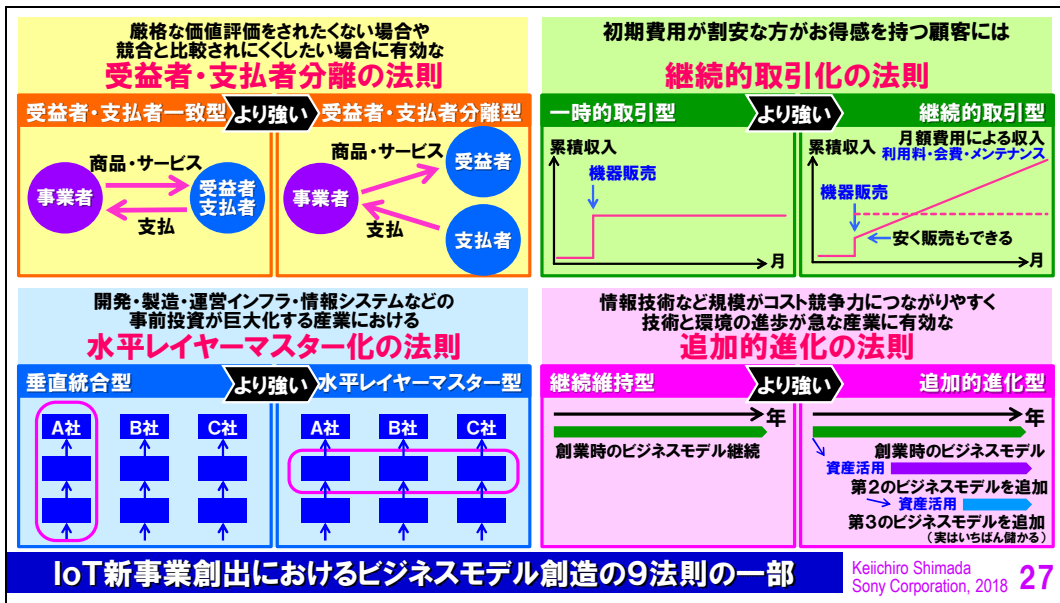 厳格な価値評価をされたくない場合や
競合と比較されにくくしたい場合に有効な
受益者・支払者分離の法則
受益者・支払者一致型
より強い
受益者・支払者分離型
商品・サービス
事業者
受益者
支払者
支払
商品・サービス
受益者
事業者
支払
支払者
初期費用が割安な方がお得感を持つ顧客には
継続的取引化の法則
一時的取引型
より強い
継続的取引型
累積収入
機器販売
月
累積収入
月額費用による収入
利用料・会費・メンテナンス
機器販売
安く販売もできる
月
開発・製造・運営インフラ・情報システムなどの
事前投資が巨大化する産業における
水平レイヤーマスター化の法則
垂直統合型
より強い
水平レイヤーマスター型
A社
B社
C社
A社
B社
C社
情報技術など規模がコスト競争力につながりやすく
技術と環境の進歩が急な産業に有効な
追加的進化の法則
継続維持型
より強い
追加的進化型
年
創業時のビジネスモデル継続
年
創業時のビジネスモデル
資産活用
第2のビジネスモデルを追加
資産活用
第3のビジネスモデルを追加
（実はいちばん儲かる）
IoT新事業創出におけるビジネスモデル創造の9法則の一部
Keiichiro Shimada
Sony Corporation, 2018
27